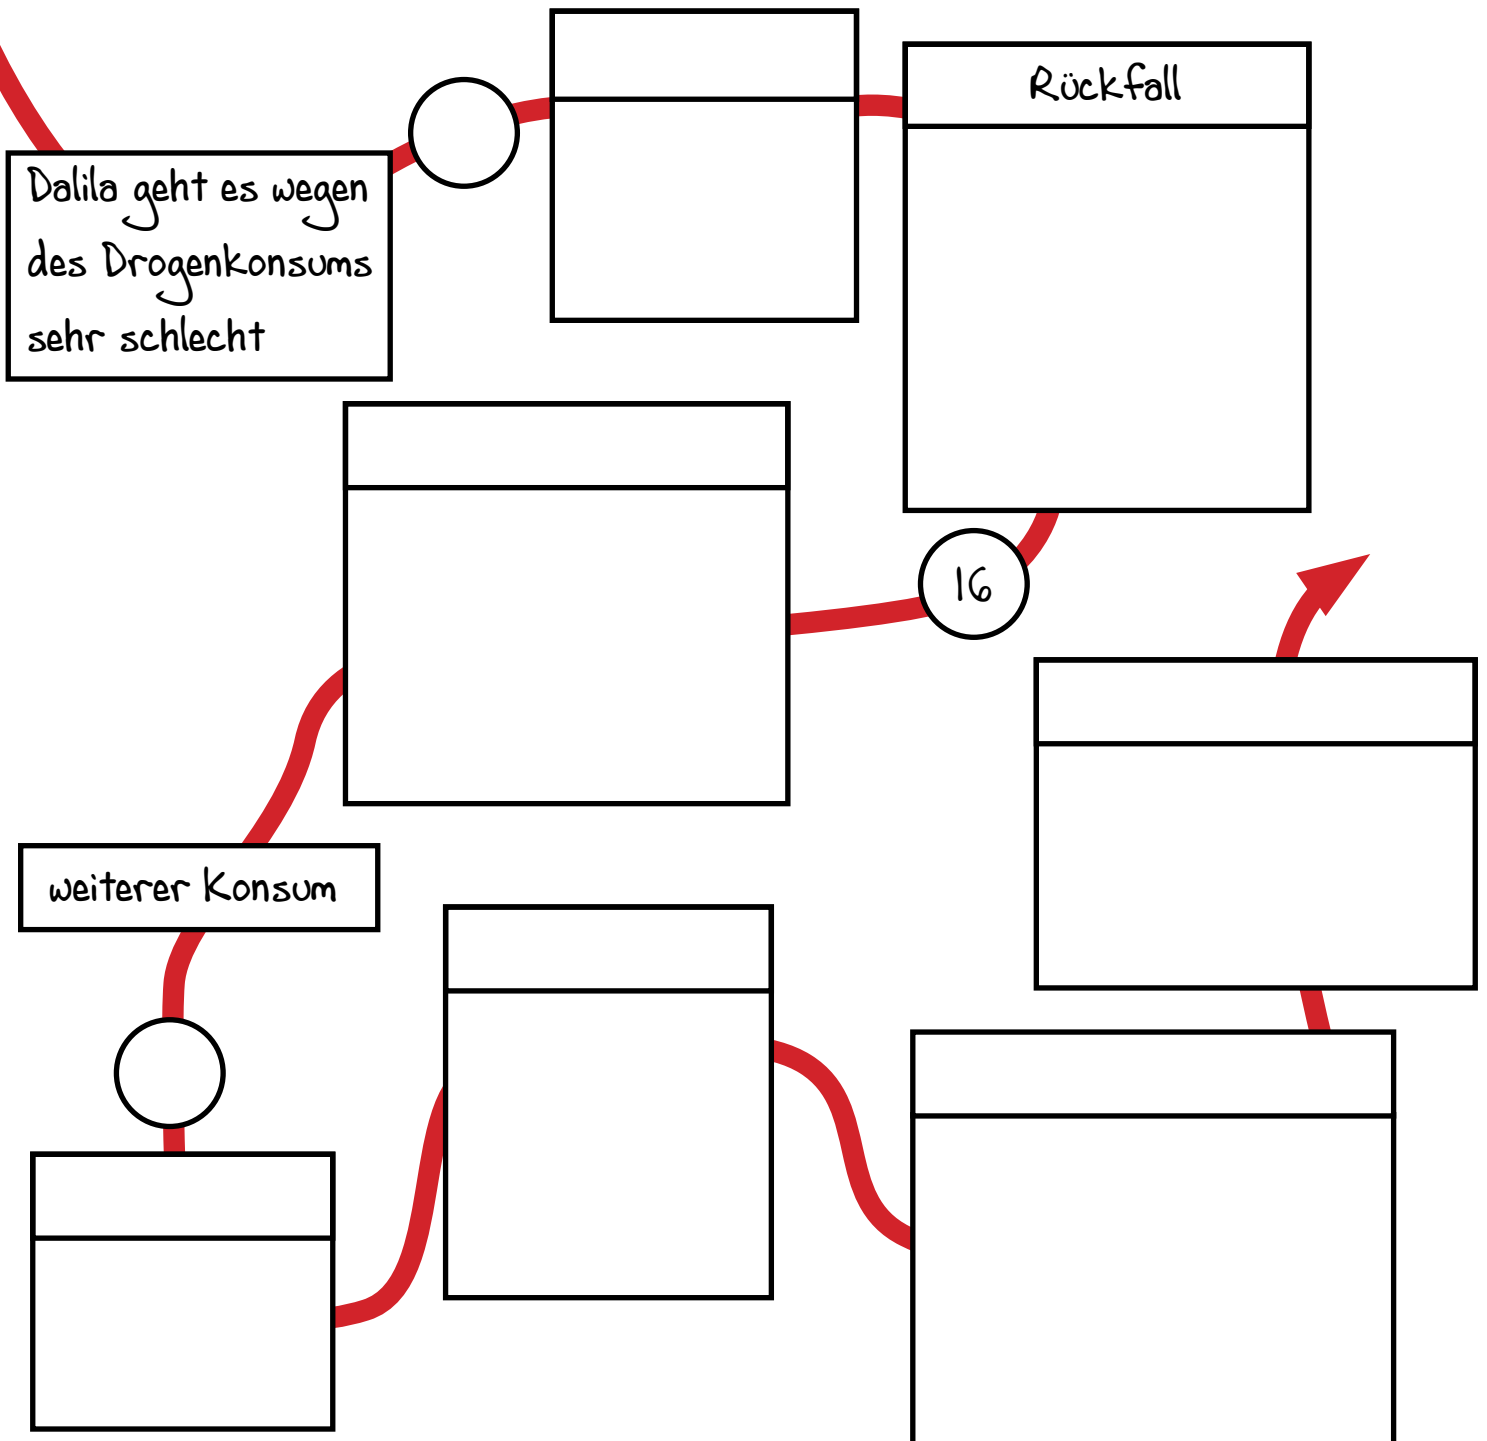 Dalila geht es wegen
des Drogenkonsums
sehr schlecht
Rückfall
16
weiterer Konsum